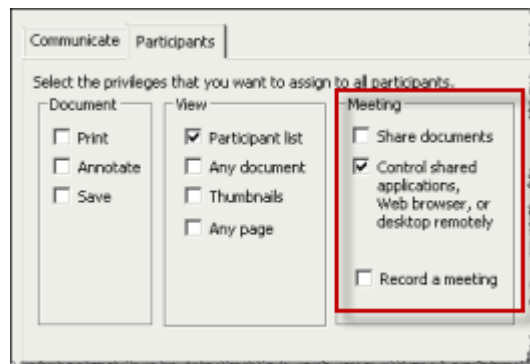 Communicate Participants
Select the privileges that you want to assign to all participants.
Document
Print
Annotate
Save
View
Participant list
Any document
Thumbnails
Any page
Meeting
Share documents
Control shared
applications,
Web browser, or
desktop remotely
Record a meeting